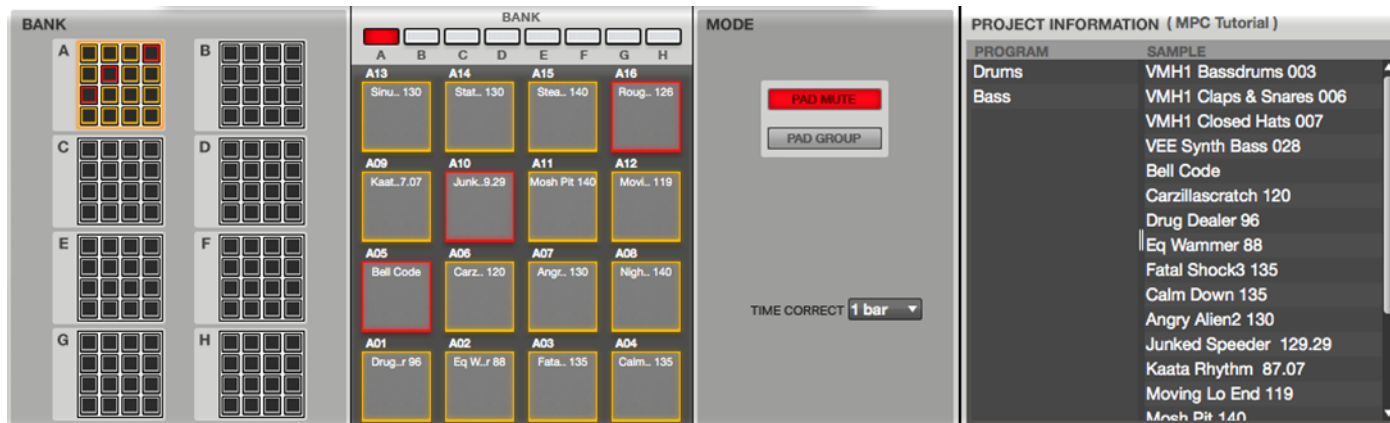 BANK
A
B
C
D
E
F
G
H
BANK
A B C D E F G H
A13 A14 A15 A16
Sinu.. 130 Stat.. 130 Stea.. 140 Roug.. 126
A09 A10 A11 A12
Kaat..7.07 Junk..9.29 Mosh Pit 140 Movi.. 119
A05 A06 A07 A08
Bell Code Carz.. 120 Angr.. 130 Nigh.. 140
A01 A02 A03 A04
Drug..r 96 Eq W..r 88 Fata.. 135 Calm.. 135
MODE
PAD MUTE
PAD GROUP
TIME CORRECT 1 bar
PROJECT INFORMATION ( MPC Tutorial )
PROGRAM SAMPLE
Drums VMH1 Bassdrums 003
Bass VMH1 Claps & Snares 006
VMH1 Closed Hats 007
VEE Synth Bass 028
Bell Code
Carzillascratch 120
Drug Dealer 96
Eq Wammer 88
Fatal Shock3 135
Calm Down 135
Angry Alien2 130
Junked Speeder 129.29
Kaata Rhythm 87.07
Moving Lo End 119
Mosh Pit 140